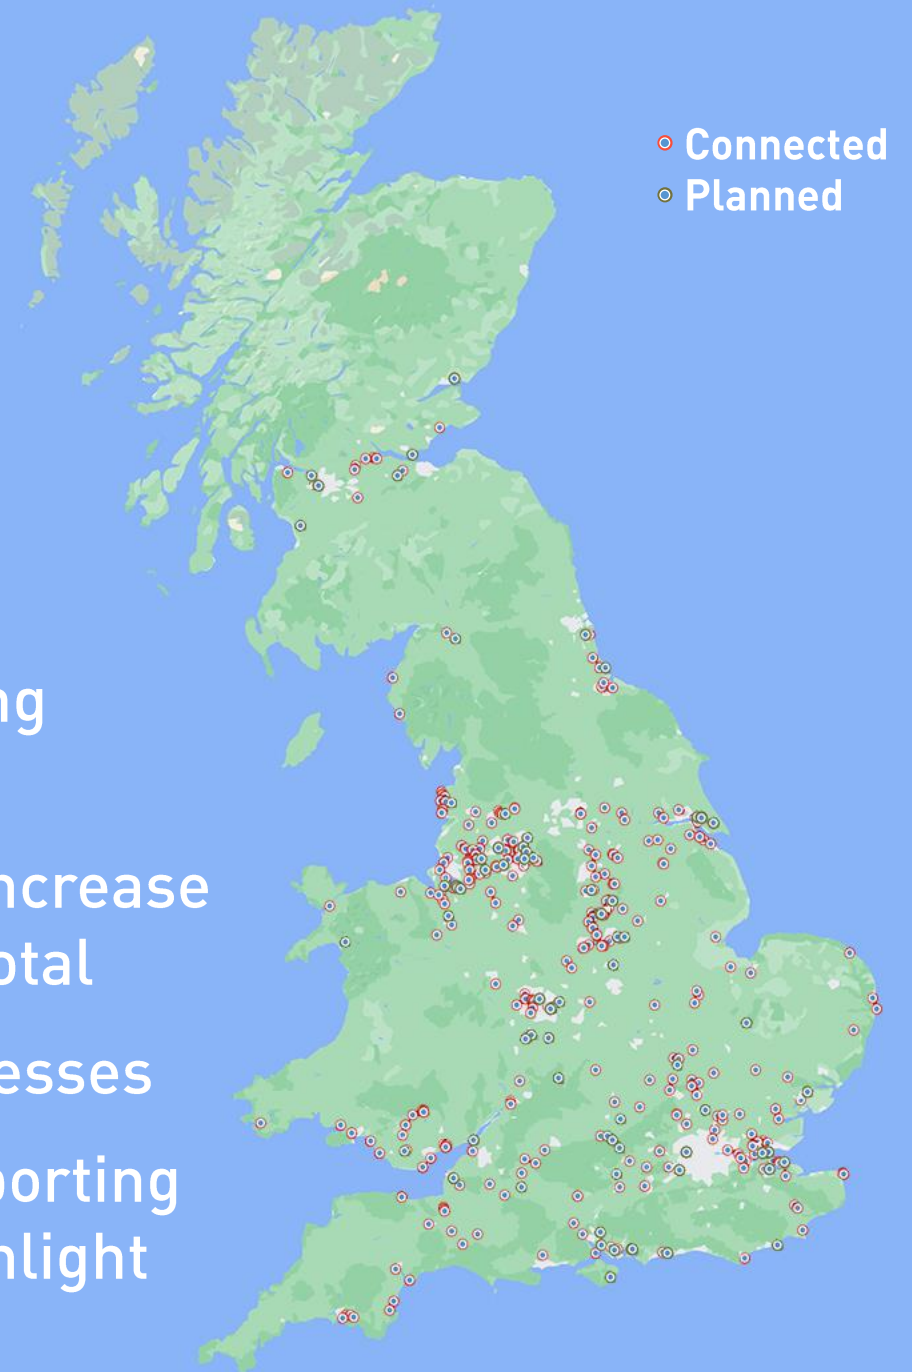 Connected
Planned
ng
ncrease
otal
esses
porting
nlight